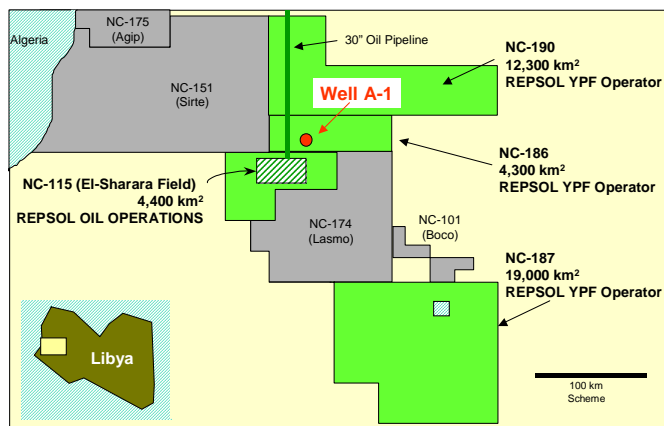 NC-175
(Agip)
Algeria
30" Oil Pipeline
NC-190
12,300 km²
REPSOL YPF Operator
NC-151
(Sirte)
Well A-1
NC-186
4,300 km²
REPSOL YPF Operator
NC-115 (El-Sharara Field)
4,400 km²
REPSOL OIL OPERATIONS
NC-174
(Lasmo)
NC-101
(Boco)
NC-187
19,000 km²
REPSOL YPF Operator
Libya
100 km
Scheme